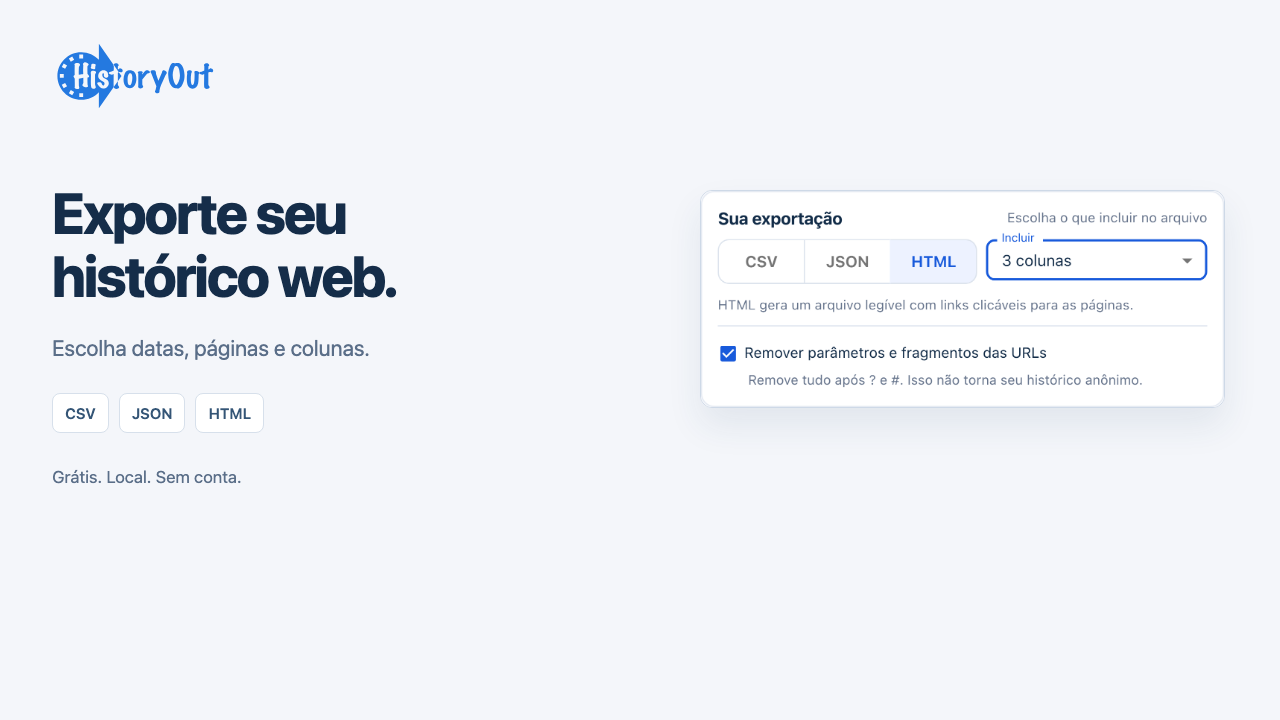 HistoryOut
Exporte seu
histórico web.
Escolha datas, páginas e colunas.
CSV JSON HTML
Grátis. Local. Sem conta.
Sua exportação
Escolha o que incluir no arquivo
CSV JSON HTML
Incluir
3 colunas
HTML gera um arquivo legível com links clicáveis para as páginas.
Remover parâmetros e fragmentos das URLs
Remove tudo após ? e #. Isso não torna seu histórico anônimo.